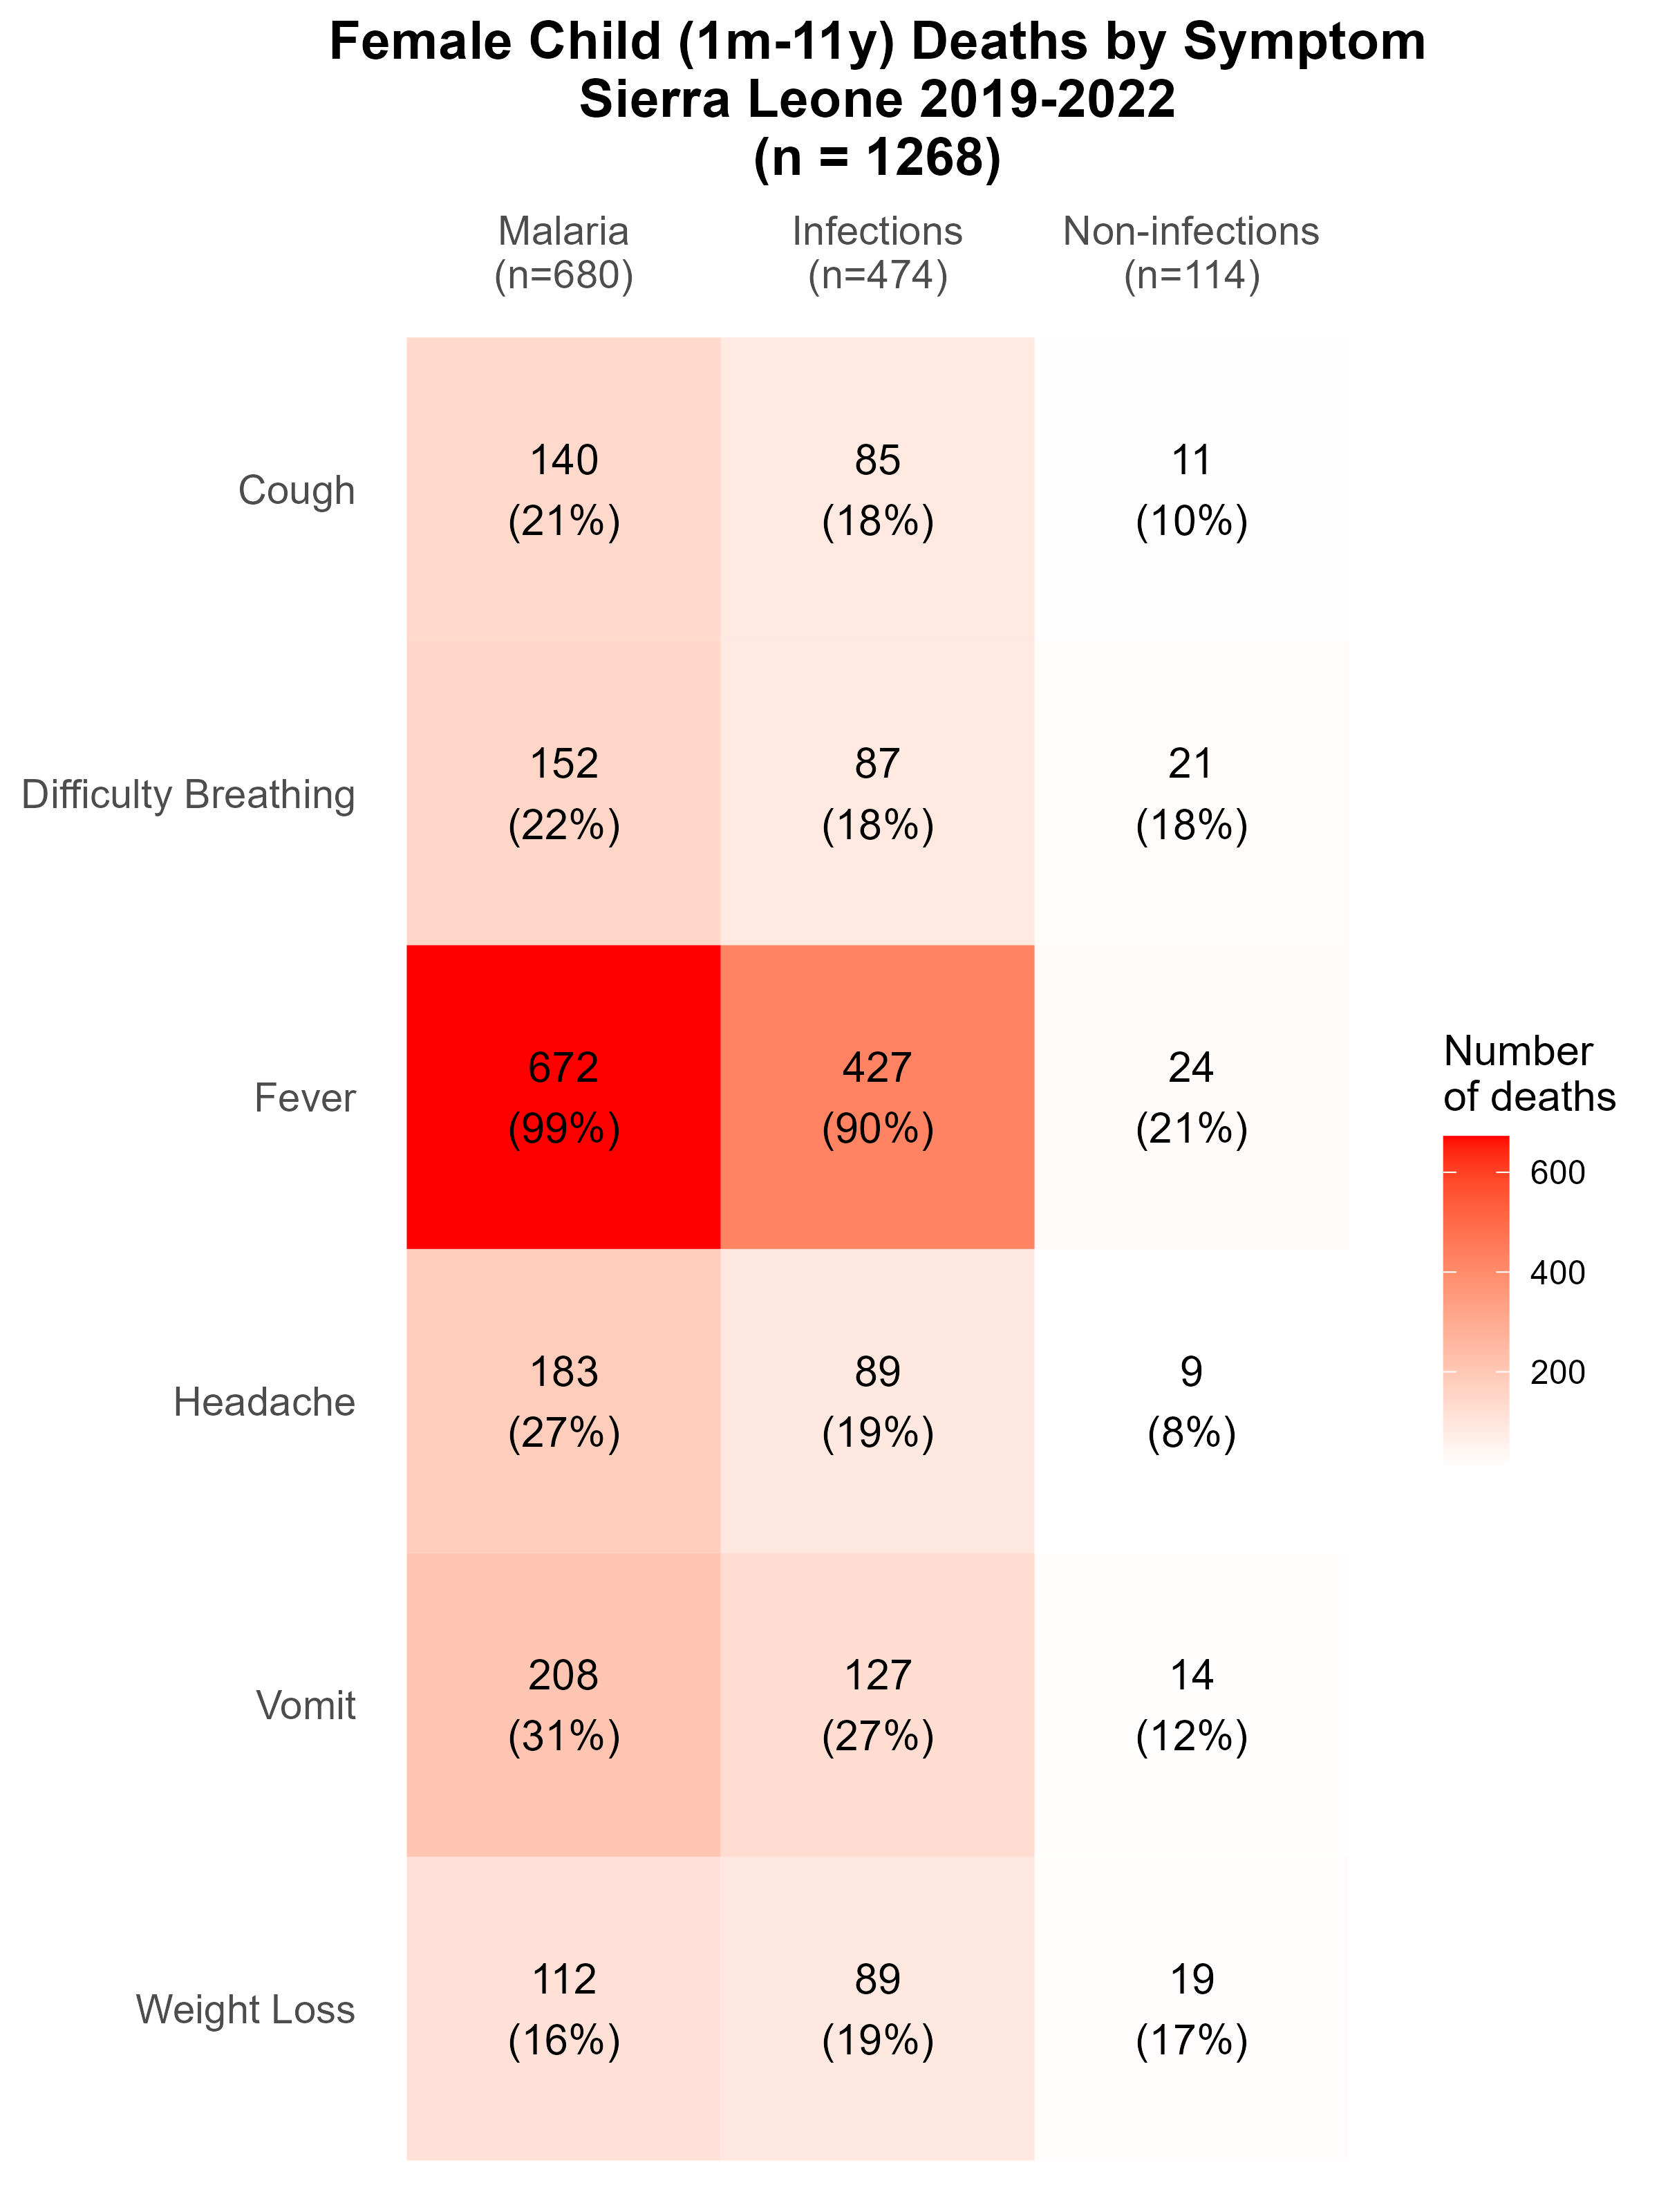 Female Child (1m-11y) Deaths by Symptom
Sierra Leone 2019-2022
(n = 1268)
Malaria
(n=680)
Infections
(n=474)
Non-infections
(n=114)
Cough
140
(21%)
85
(18%)
11
(10%)
Difficulty Breathing
152
(22%)
87
(18%)
21
(18%)
Fever
672
(99%)
427
(90%)
24
(21%)
Headache
183
(27%)
89
(19%)
9
(8%)
Vomit
208
(31%)
127
(27%)
14
(12%)
Weight Loss
112
(16%)
89
(19%)
19
(17%)
Number
of deaths
600
400
200